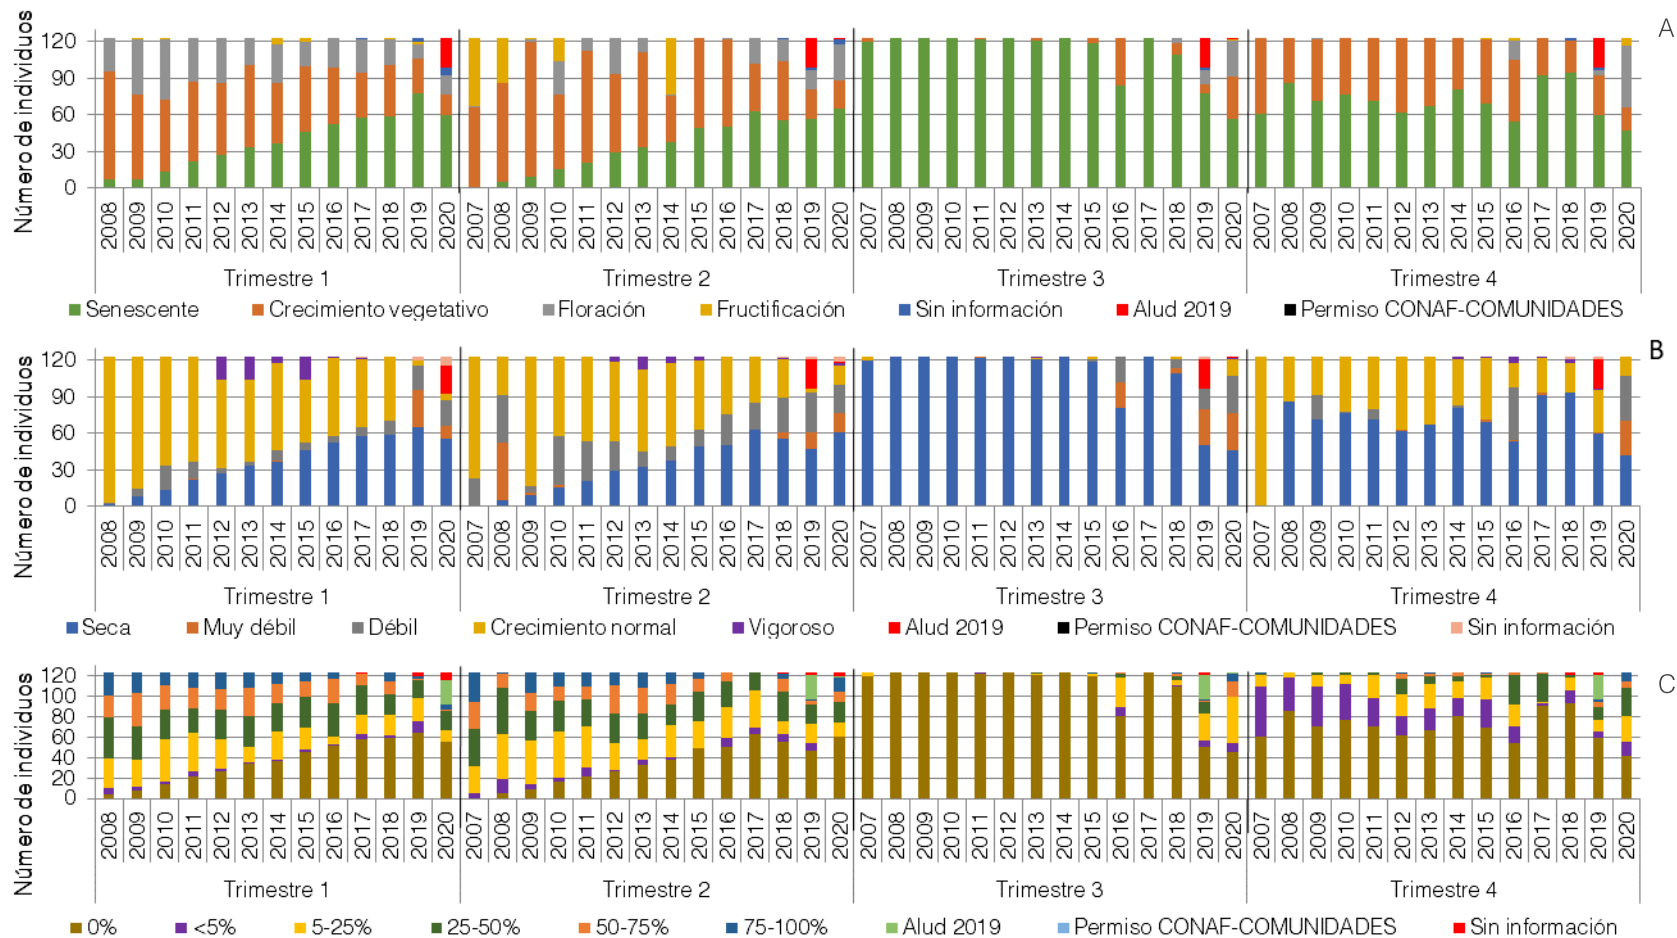 A
Número de individuos
120
90
60
30
0
2008 2009 2010 2011 2012 2013 2014 2015 2016 2017 2018 2019 2020 2007 2008 2009 2010 2011 2012 2013 2014 2015 2016 2017 2018 2019 2020 2007 2008 2009 2010 2011 2012 2013 2014 2015 2016 2017 2018 2019 2020 2007 2008 2009 2010 2011 2012 2013 2014 2015 2016 2017 2018 2019 2020
Trimestre 1 Trimestre 2 Trimestre 3 Trimestre 4
Senescente Crecimiento vegetativo Floración Fructificación Sin información Alud 2019 Permiso CONAF-COMUNIDADES
B
Número de individuos
120
90
60
30
0
2008 2009 2010 2011 2012 2013 2014 2015 2016 2017 2018 2019 2020 2007 2008 2009 2010 2011 2012 2013 2014 2015 2016 2017 2018 2019 2020 2007 2008 2009 2010 2011 2012 2013 2014 2015 2016 2017 2018 2019 2020 2007 2008 2009 2010 2011 2012 2013 2014 2015 2016 2017 2018 2019 2020
Trimestre 1 Trimestre 2 Trimestre 3 Trimestre 4
Seca Muy débil Débil Crecimiento normal Vigoroso Alud 2019 Permiso CONAF-COMUNIDADES Sin información
C
Número de individuos
120
100
80
60
40
20
0
2008 2009 2010 2011 2012 2013 2014 2015 2016 2017 2018 2019 2020 2007 2008 2009 2010 2011 2012 2013 2014 2015 2016 2017 2018 2019 2020 2007 2008 2009 2010 2011 2012 2013 2014 2015 2016 2017 2018 2019 2020 2007 2008 2009 2010 2011 2012 2013 2014 2015 2016 2017 2018 2019 2020
Trimestre 1 Trimestre 2 Trimestre 3 Trimestre 4
0% <5% 5-25% 25-50% 50-75% 75-100% Alud 2019 Permiso CONAF-COMUNIDADES Sin información